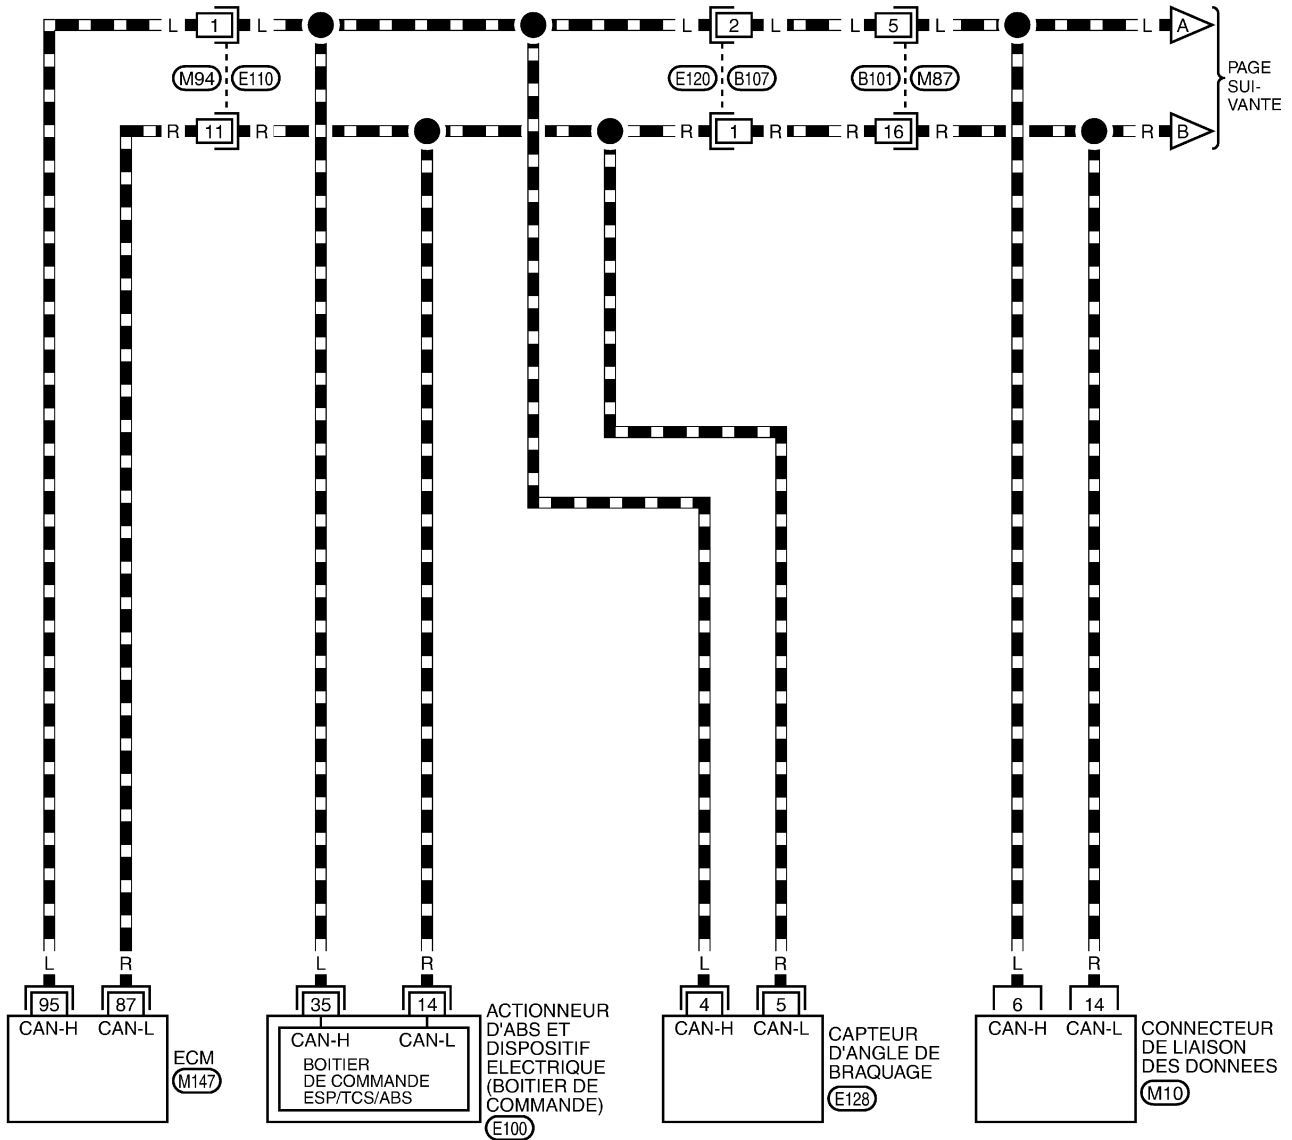 L 1 L L 2 L L 5 L L A
M94 E110 E120 B107 B101 M87
PAGE
SUI-
VANTE
R 11 R R 1 R R 16 R R B
L R L R L R L R
95 87 35 14 4 5 6 14
CAN-H CAN-L
ECM
M147
CAN-H CAN-L
BOITIER
DE COMMANDE
ESP/TCS/ABS
ACTIONNEUR
D'ABS ET
DISPOSITIF
ELECTRIQUE
(BOITIER DE
COMMANDE)
E100
CAN-H CAN-L
CAPTEUR
D'ANGLE DE
BRAQUAGE
E128
CAN-H CAN-L
CONNECTEUR
DE LIAISON
DES DONNEES
M10